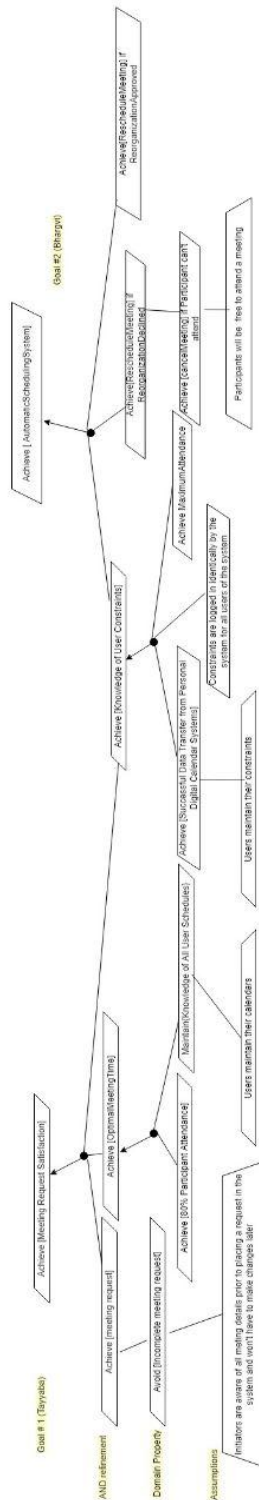 Goal # 1 (Tayyaba)
Achieve [Meeting Request Satisfaction]
Achieve [ AutomaticSchedulingSystem]
Goal #2 (Bhargvi)
AND refinement
Achieve [meeting request]
Achieve [OptimalMeetingTime]
Achieve [Knowledge of User Constraints]
Achieve[RescheduleMeeting] if
ReorganizationDeclined
Achieve[RescheduleMeeting] if
ReorganizationApproved
Domain Property
Avoid [Incomplete meeting request]
Achieve [80% Participant Attendance]
Maintain[Knowledge of All User Schedules]
Achieve [Successful Data Transfer from Personal
Digital Calendar Systems]
Constraints are logged in identically by the
system for all users of the system
Achieve MaximumAttendance
Achieve [cancelMeeting] if Participant can't
attend
Assumptions
Initiators are aware of all meting details prior to placing a request in the
system and won't have to make changes later
Users maintain their calendars
Users maintain their constraints
Participants will be free to attend a meeting